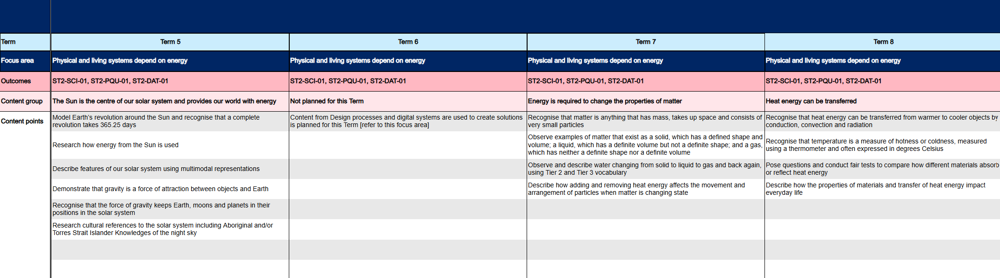 Term
Term 5
Term 6
Term 7
Term 8
Focus area
Physical and living systems depend on energy
Physical and living systems depend on energy
Physical and living systems depend on energy
Physical and living systems depend on energy
Outcomes
ST2-SCI-01, ST2-PQU-01, ST2-DAT-01
ST2-SCI-01, ST2-PQU-01, ST2-DAT-01
ST2-SCI-01, ST2-PQU-01, ST2-DAT-01
ST2-SCI-01, ST2-PQU-01, ST2-DAT-01
Content group
The Sun is the centre of our solar system and provides our world with energy
Not planned for this Term
Energy is required to change the properties of matter
Heat energy can be transferred
Content points
Model Earth's revolution around the Sun and recognise that a complete
revolution takes 365.25 days
Content from Design processes and digital systems are used to create solutions
is planned for this Term [refer to this focus area]
Recognise that matter is anything that has mass, takes up space and consists of
very small particles
Recognise that heat energy can be transferred from warmer to cooler objects by
conduction, convection and radiation
Research how energy from the Sun is used
Observe examples of matter that exist as a solid, which has a defined shape and
volume; a liquid, which has a definite volume but not a definite shape; and a gas,
which has neither a definite shape nor a definite volume
Recognise that temperature is a measure of hotness or coldness, measured
using a thermometer and often expressed in degrees Celsius
Describe features of our solar system using multimodal representations
Observe and describe water changing from solid to liquid to gas and back again,
using Tier 2 and Tier 3 vocabulary
Pose questions and conduct fair tests to compare how different materials absorb
or reflect heat energy
Demonstrate that gravity is a force of attraction between objects and Earth
Describe how adding and removing heat energy affects the movement and
arrangement of particles when matter is changing state
Describe how the properties of materials and transfer of heat energy impact
everyday life
Recognise that the force of gravity keeps Earth, moons and planets in their
positions in the solar system
Research cultural references to the solar system including Aboriginal and/or
Torres Strait Islander Knowledges of the night sky